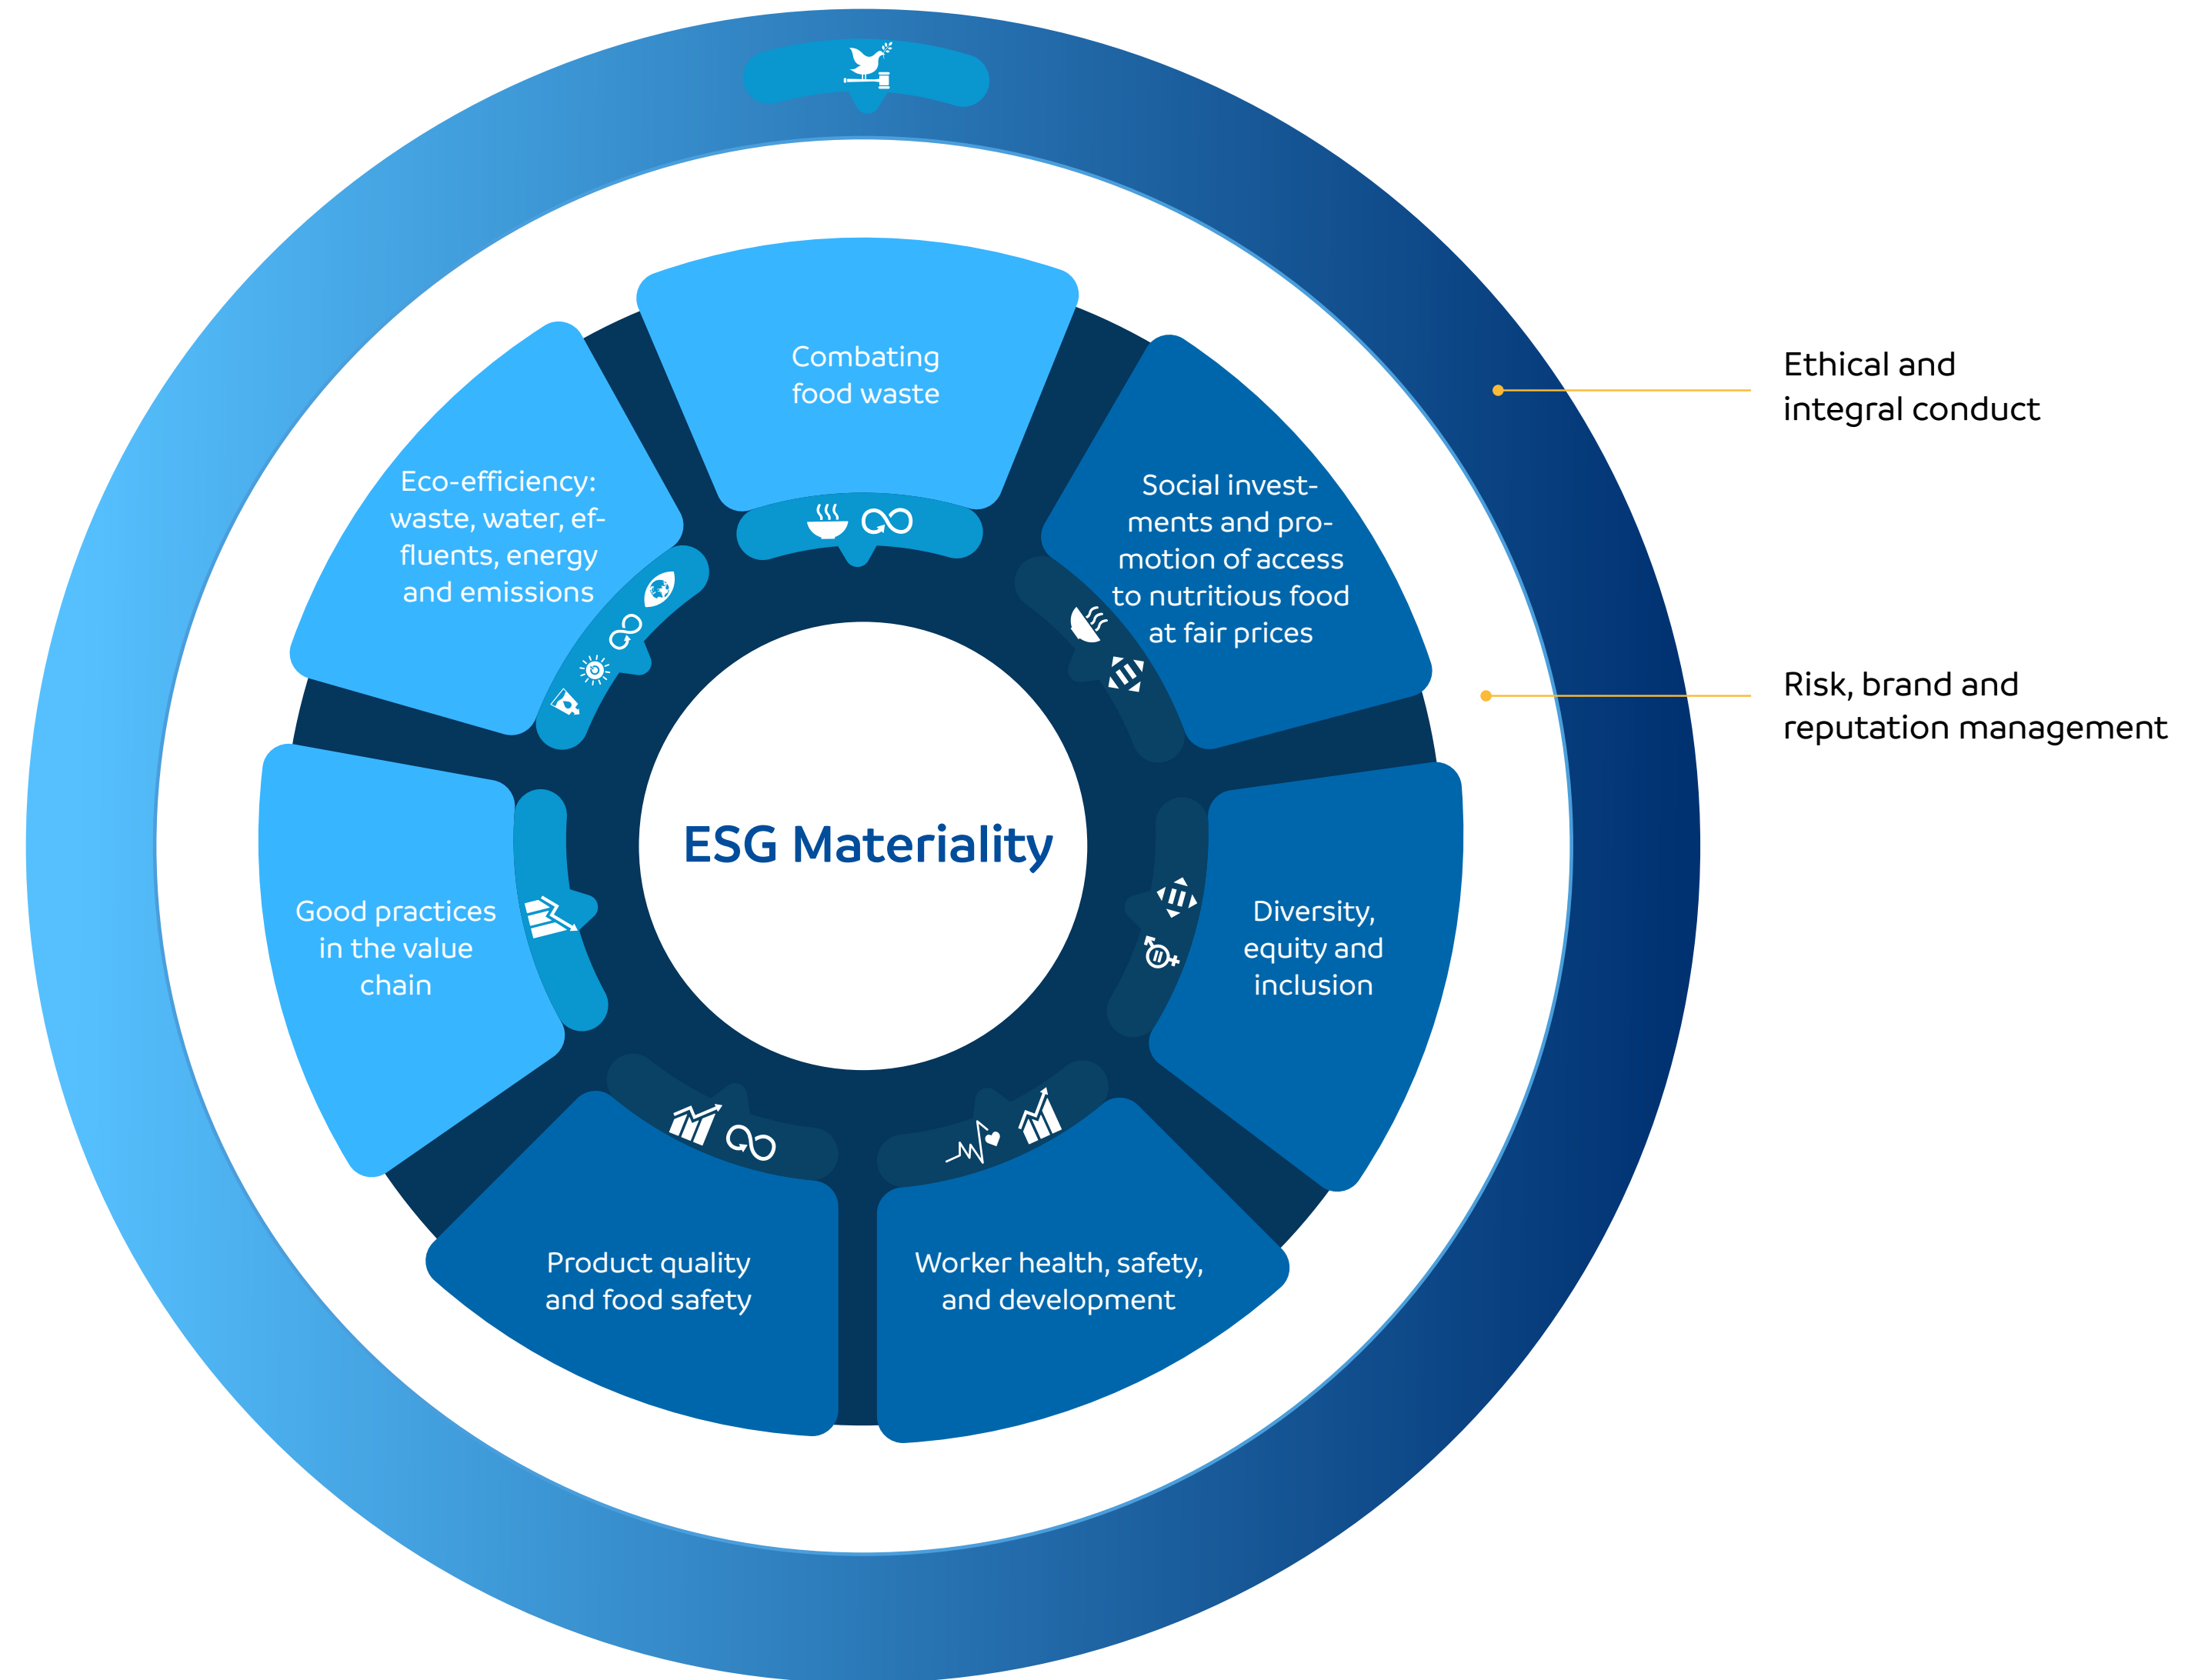 Combating
food waste
Eco-efficiency:
waste, water, ef-
fluents, energy
and emissions
Social invest-
ments and pro-
motion of access
to nutritious food
at fair prices
Ethical and
integral conduct
Risk, brand and
reputation management
ESG Materiality
Good practices
in the value
chain
Diversity,
equity and
inclusion
Product quality
and food safety
Worker health, safety,
and development